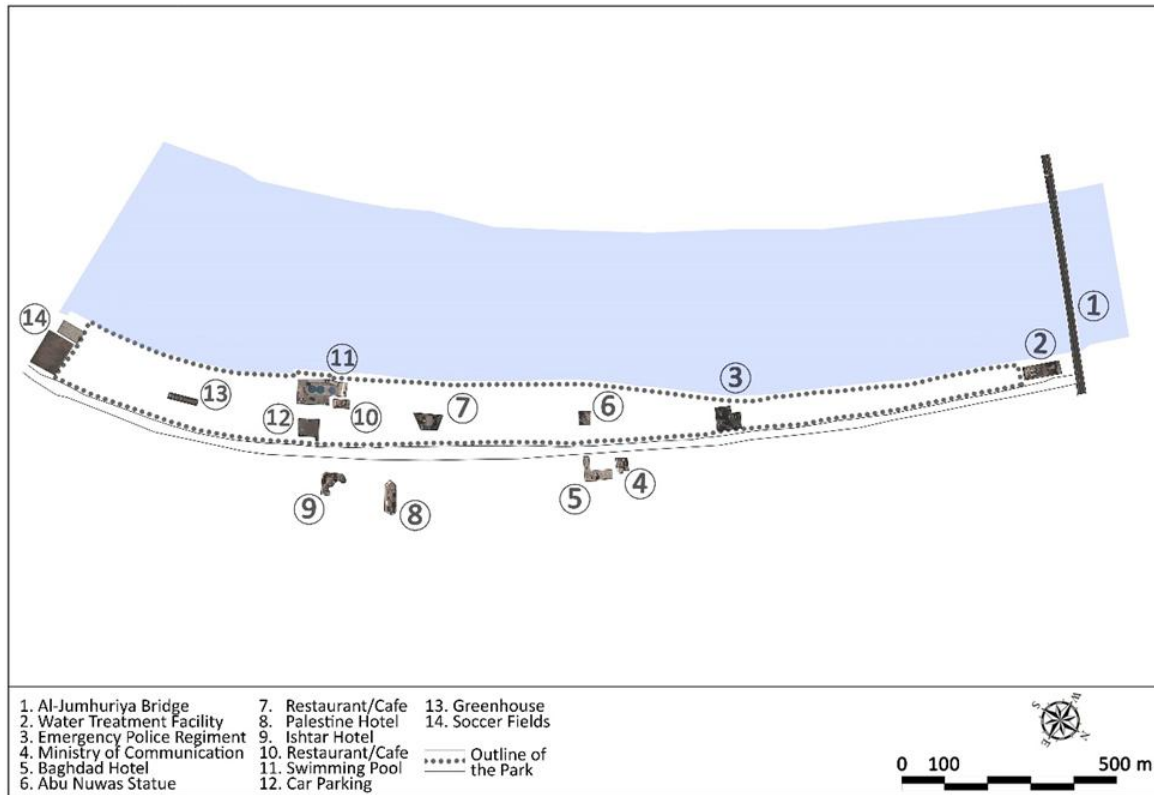 1
2
14
11
3
13
10
7
6
12
4
5
9
8
1. Al-Jumhuriya Bridge
2. Water Treatment Facility
3. Emergency Police Regiment
4. Ministry of Communication
5. Baghdad Hotel
6. Abu Nuwas Statue
7. Restaurant/Cafe
8. Palestine Hotel
9. Ishtar Hotel
10. Restaurant/Cafe
11. Swimming Pool
12. Car Parking
13. Greenhouse
14. Soccer Fields
Outline of
the Park
W
S
N
E
0 100 500 m